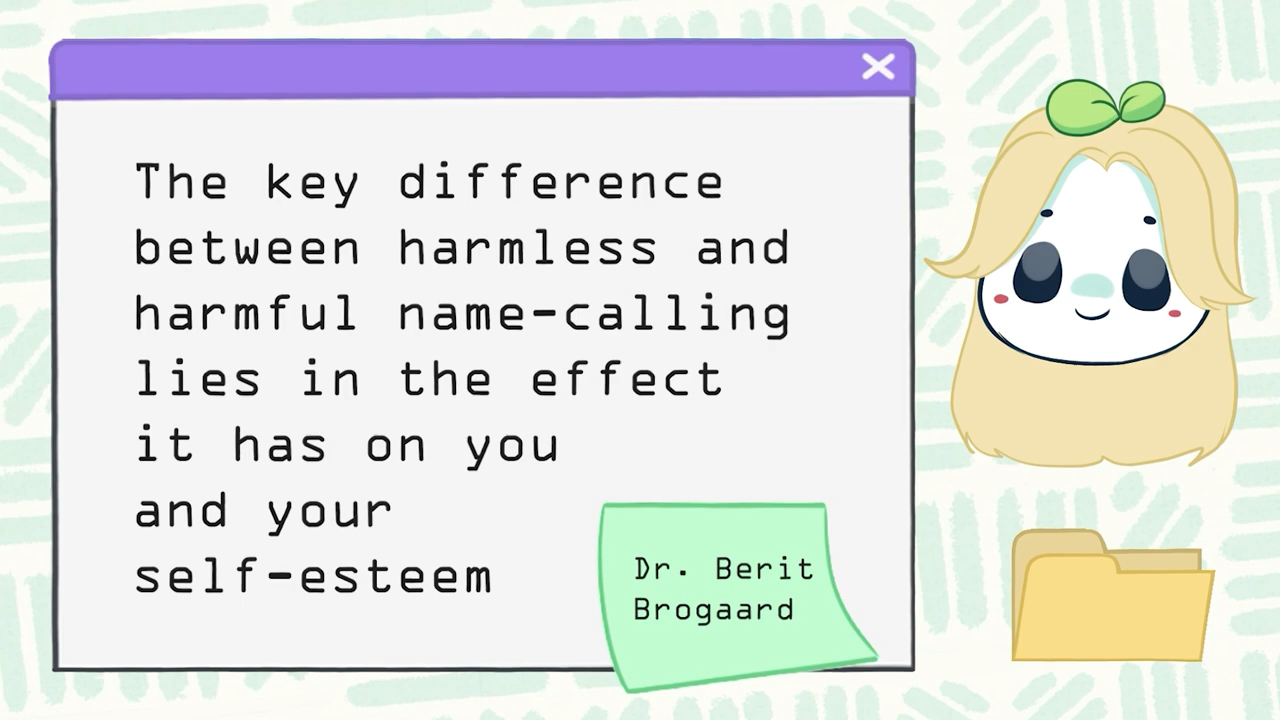 The key difference
between harmless and
harmful name-calling
lies in the effect
it has on you
and your
self-esteem
Dr. Berit
Brogaard